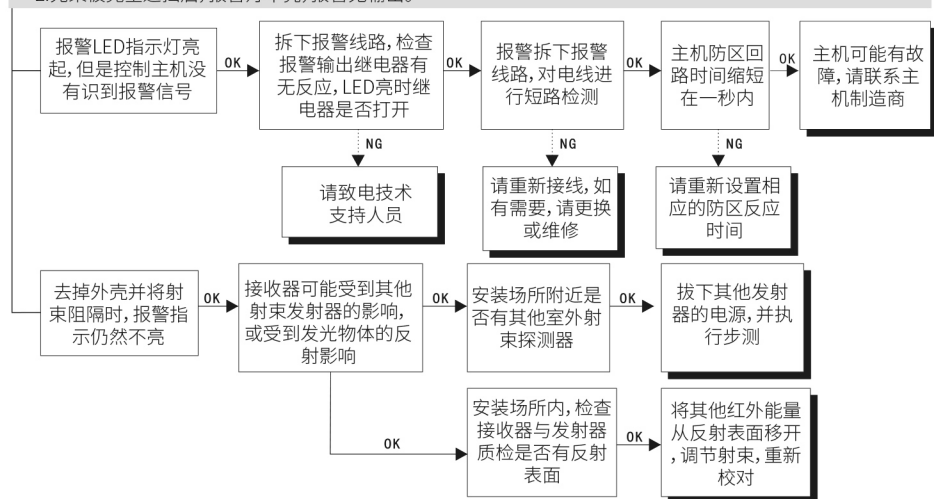 报警LED指示灯亮
起,但是控制主机没
有识到报警信号
OK
拆下报警线路,检查
报警输出继电器有
无反应,LED亮时继
电器是否打开
OK
报警拆下报警
线路,对电线进
行短路检测
OK
主机防区回
路时间缩短
在一秒内
OK
主机可能有故
障,请联系主
机制造商
NG
请致电技术
支持人员
NG
请重新接线,如
有需要,请更换
或维修
NG
请重新设置相
应的防区反应
时间
去掉外壳并将射
束阻隔时,报警指
示仍然不亮
OK
接收器可能受到其他
射束发射器的影响,
或受到发光物体的反
射影响
OK
安装场所附近是
否有其他室外射
束探测器
OK
拔下其他发射
器的电源,并执
行步测
OK
安装场所内,检查
接收器与发射器
质检是否有反射
表面
OK
将其他红外能量
从反射表面移开
,调节射束,重新
校对